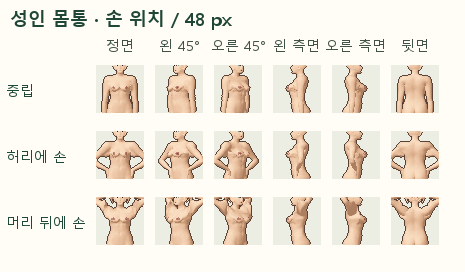 성인 몸통 · 손 위치 / 48 px
정면 왼 45° 오른 45° 왼 측면 오른 측면 뒷면
중립
허리에 손
머리 뒤에 손